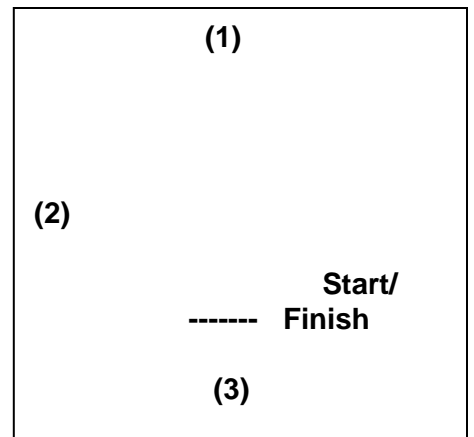 (1)
(2)
Start/
------- Finish
(3)